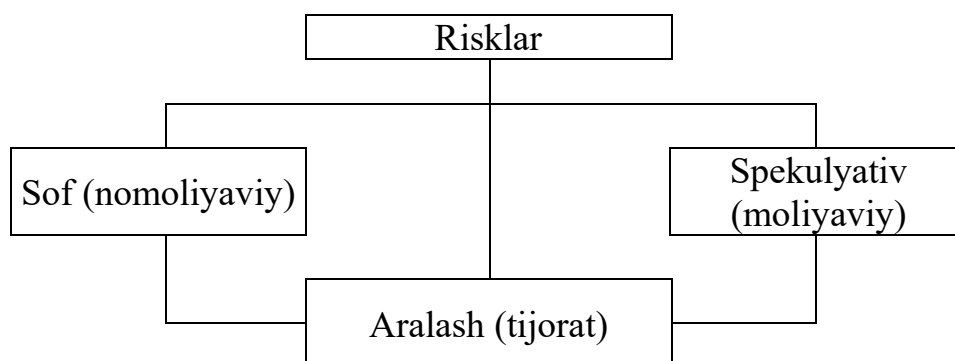 Risklar
Sof (nomoliyaviy)
Spekulyativ
(moliyaviy)
Aralash (tijorat)